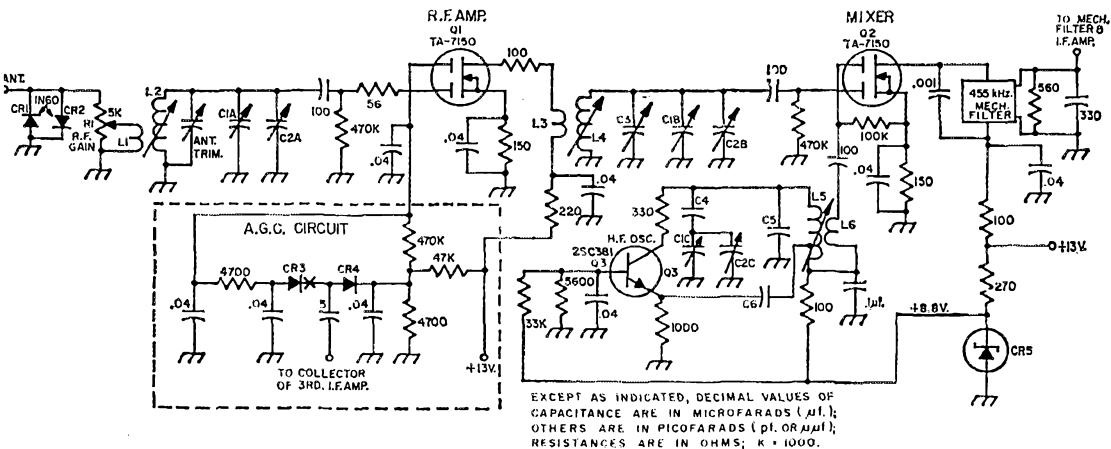 R.F. AMP.
Q1
TA-7150
MIXER
Q2
TA-7150
TO MECH.
FILTER &
I.F. AMP.
ANT.
CR1
1N60
CR2
5K
R1
R.F.
GAIN
L1
L2
ANT.
TRIM.
C1A
C2A
100
56
470K
.04
100
.04
150
L3
L4
C3
C1B
C2B
100
470K
.001
455 kHz.
MECH.
FILTER
560
330
100K
100
.04
150
.04
220
.04
A.G.C. CIRCUIT
470K
47K
4700
CR3
CR4
.04
.04
5
.04
4700
TO COLLECTOR
OF 3RD. I.F. AMP.
+13V.
330
C4
C5
L5
L6
H.F. OSC.
2SC381
Q3
Q3
C1C
C2C
5600
33K
.04
1000
C6
100
.1µf.
100
+13V.
270
+8.8V.
CR5
EXCEPT AS INDICATED, DECIMAL VALUES OF
CAPACITANCE ARE IN MICROFARADS (µf.);
OTHERS ARE IN PICOFARADS (pf. OR µµf);
RESISTANCES ARE IN OHMS; K = 1000.